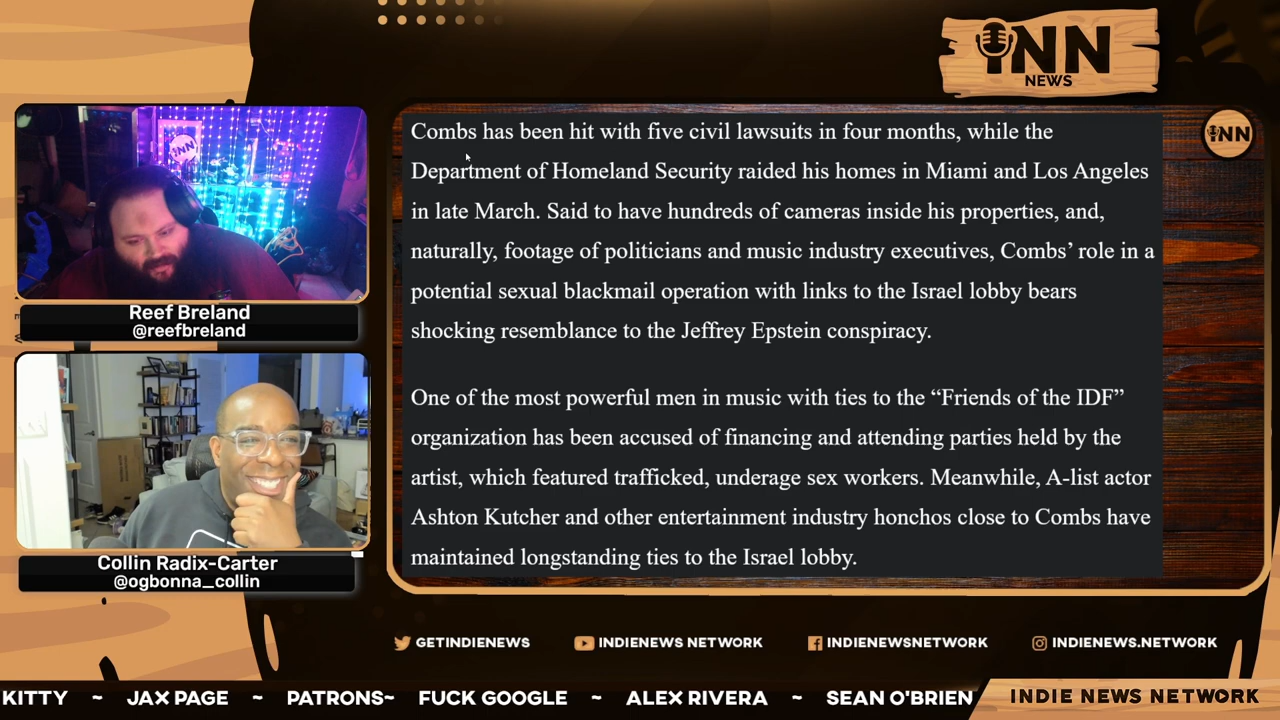 INN
NEWS
INN
Combs has been hit with five civil lawsuits in four months, while the
Department of Homeland Security raided his homes in Miami and Los Angeles
in late March. Said to have hundreds of cameras inside his properties, and,
naturally, footage of politicians and music industry executives, Combs’ role in a
potential sexual blackmail operation with links to the Israel lobby bears
shocking resemblance to the Jeffrey Epstein conspiracy.
One of the most powerful men in music with ties to the “Friends of the IDF”
organization has been accused of financing and attending parties held by the
artist, which featured trafficked, underage sex workers. Meanwhile, A-list actor
Ashton Kutcher and other entertainment industry honchos close to Combs have
maintained longstanding ties to the Israel lobby.
Reef Breland
@reefbreland
Collin Radix-Carter
@ogbonna_collin
GETINDIENEWS
INDIENEWS NETWORK
INDIENEWSNETWORK
INDIENEWS.NETWORK
KITTY ~ JAX PAGE ~ PATRONS~ FUCK GOOGLE ~ ALEX RIVERA ~ SEAN O'BRIEN
INDIE NEWS NETWORK